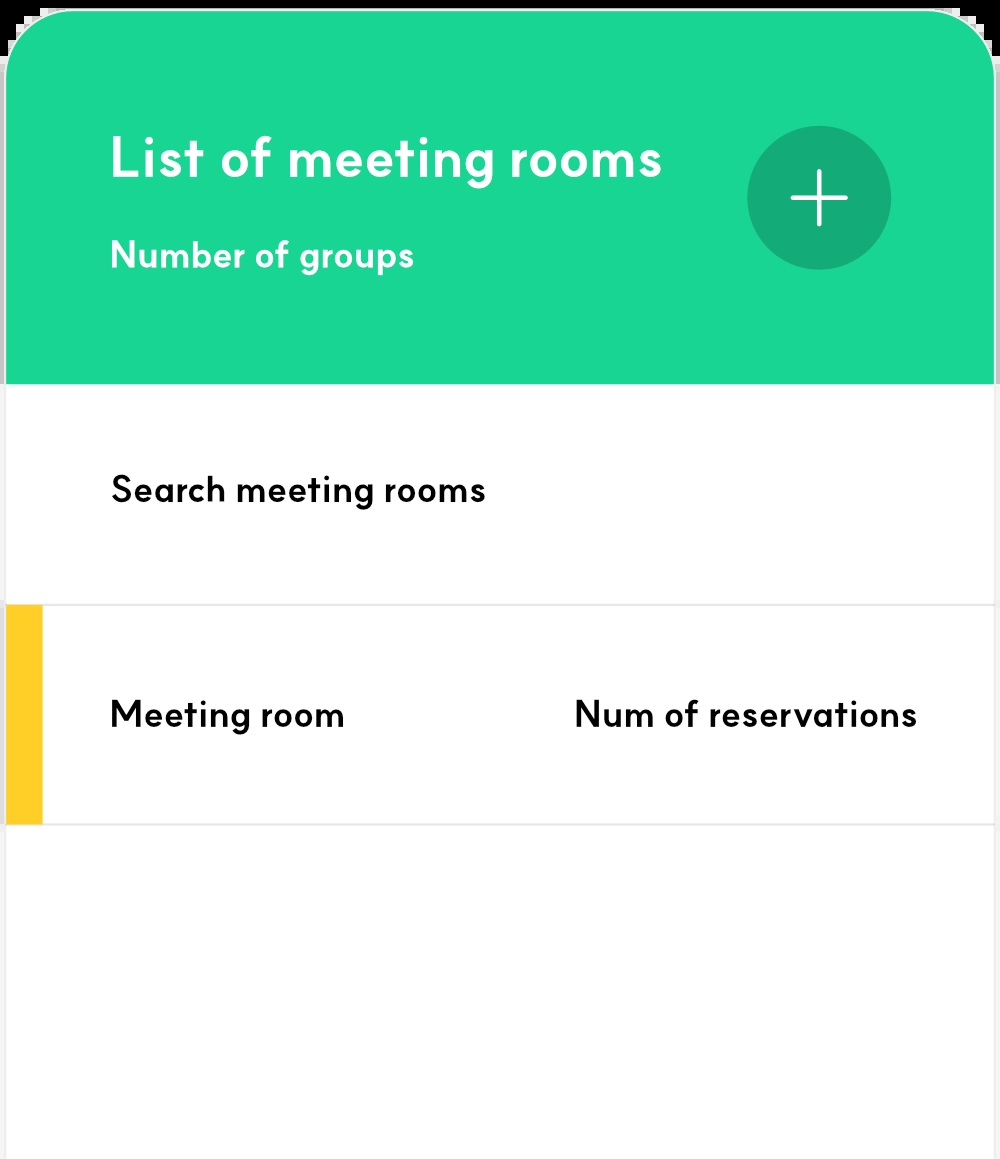 List of meeting rooms
Number of groups
Search meeting rooms
Meeting room Num of reservations